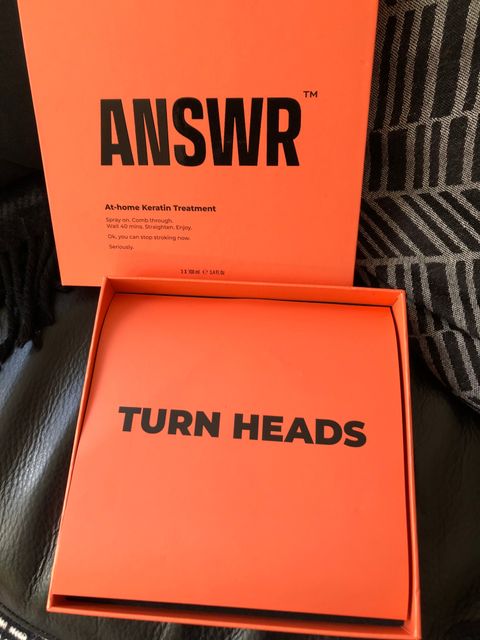 ANSWR™
At-home Keratin Treatment
Spray on. Comb through.
Wait 40 mins. Straighten. Enjoy.
Ok, you can stop stroking now.
Seriously.
TURN HEADS